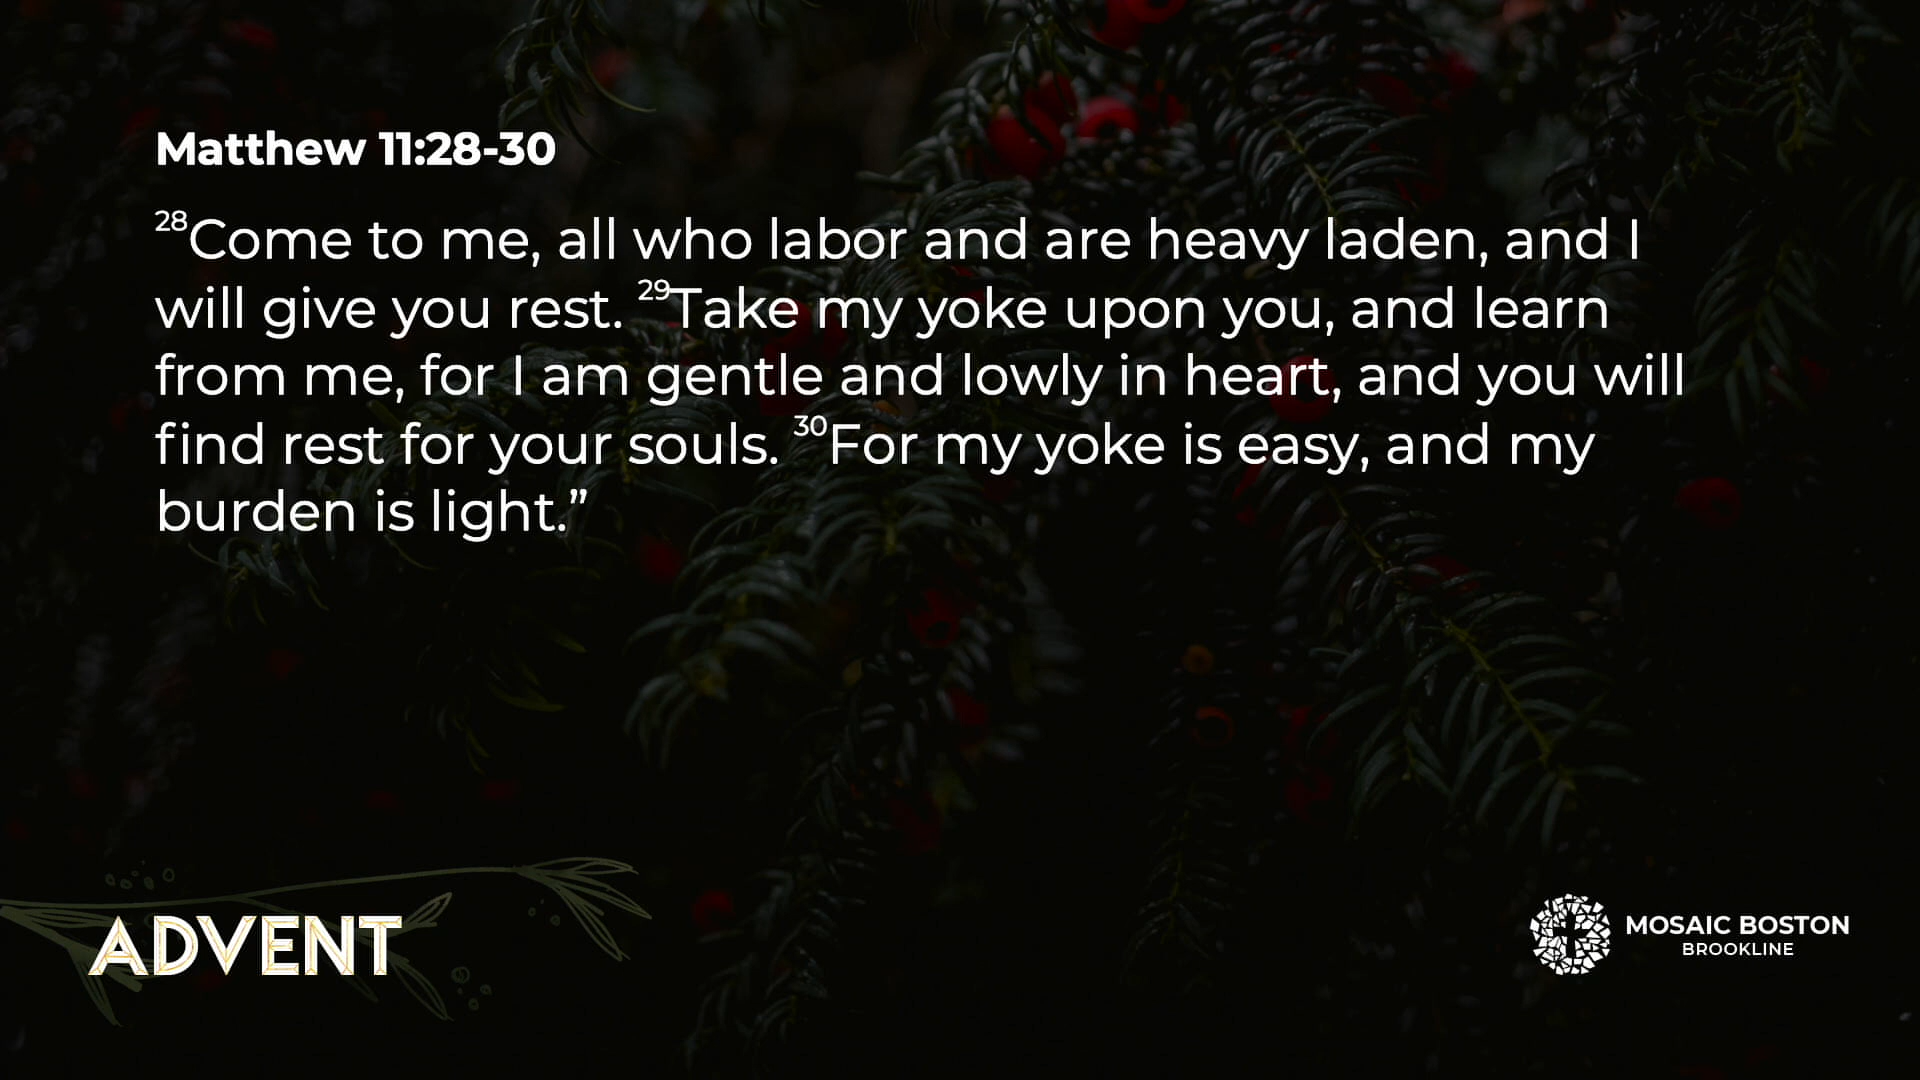 Matthew 11:28-30
28Come to me, all who labor and are heavy laden, and I
will give you rest. 29Take my yoke upon you, and learn
from me, for I am gentle and lowly in heart, and you will
find rest for your souls. 30For my yoke is easy, and my
burden is light.”
ADVENT
MOSAIC BOSTON
BROOKLINE